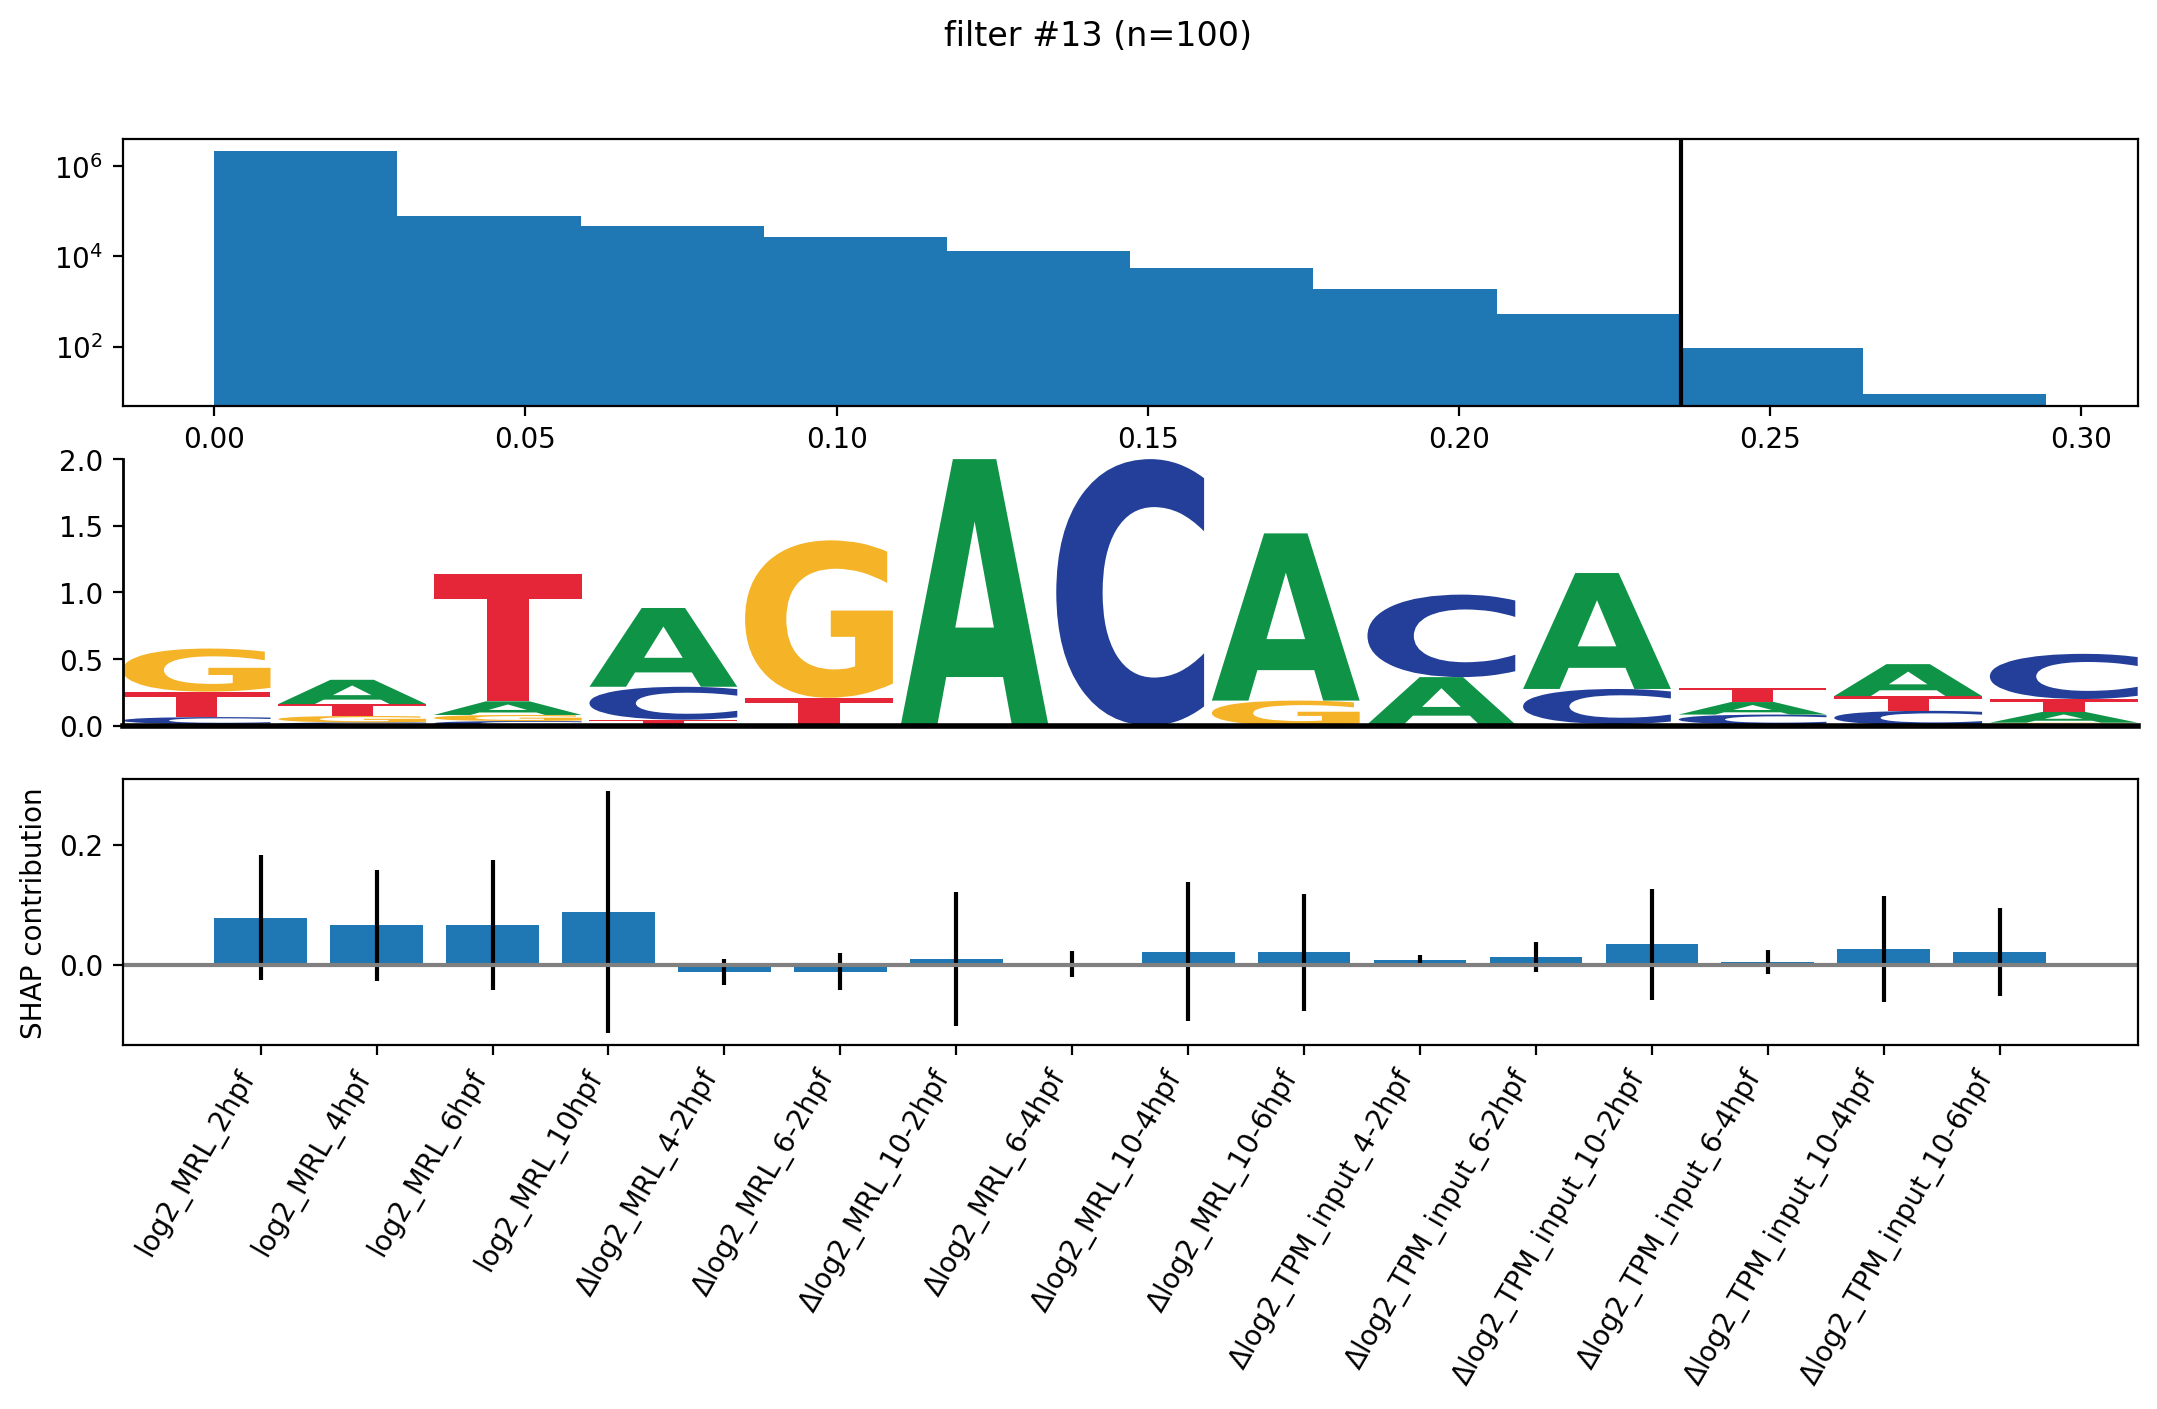 filter #13 (n=100)
10^6
10^4
10^2
0.00 0.05 0.10 0.15 0.20 0.25 0.30
2.0
1.5
1.0
0.5
0.0
SHAP contribution
0.2
0.0
log2_MRL_2hpf
log2_MRL_4hpf
log2_MRL_6hpf
log2_MRL_10hpf
Δlog2_MRL_4-2hpf
Δlog2_MRL_6-2hpf
Δlog2_MRL_10-2hpf
Δlog2_MRL_6-4hpf
Δlog2_MRL_10-4hpf
Δlog2_MRL_10-6hpf
Δlog2_TPM_input_4-2hpf
Δlog2_TPM_input_6-2hpf
Δlog2_TPM_input_10-2hpf
Δlog2_TPM_input_6-4hpf
Δlog2_TPM_input_10-4hpf
Δlog2_TPM_input_10-6hpf